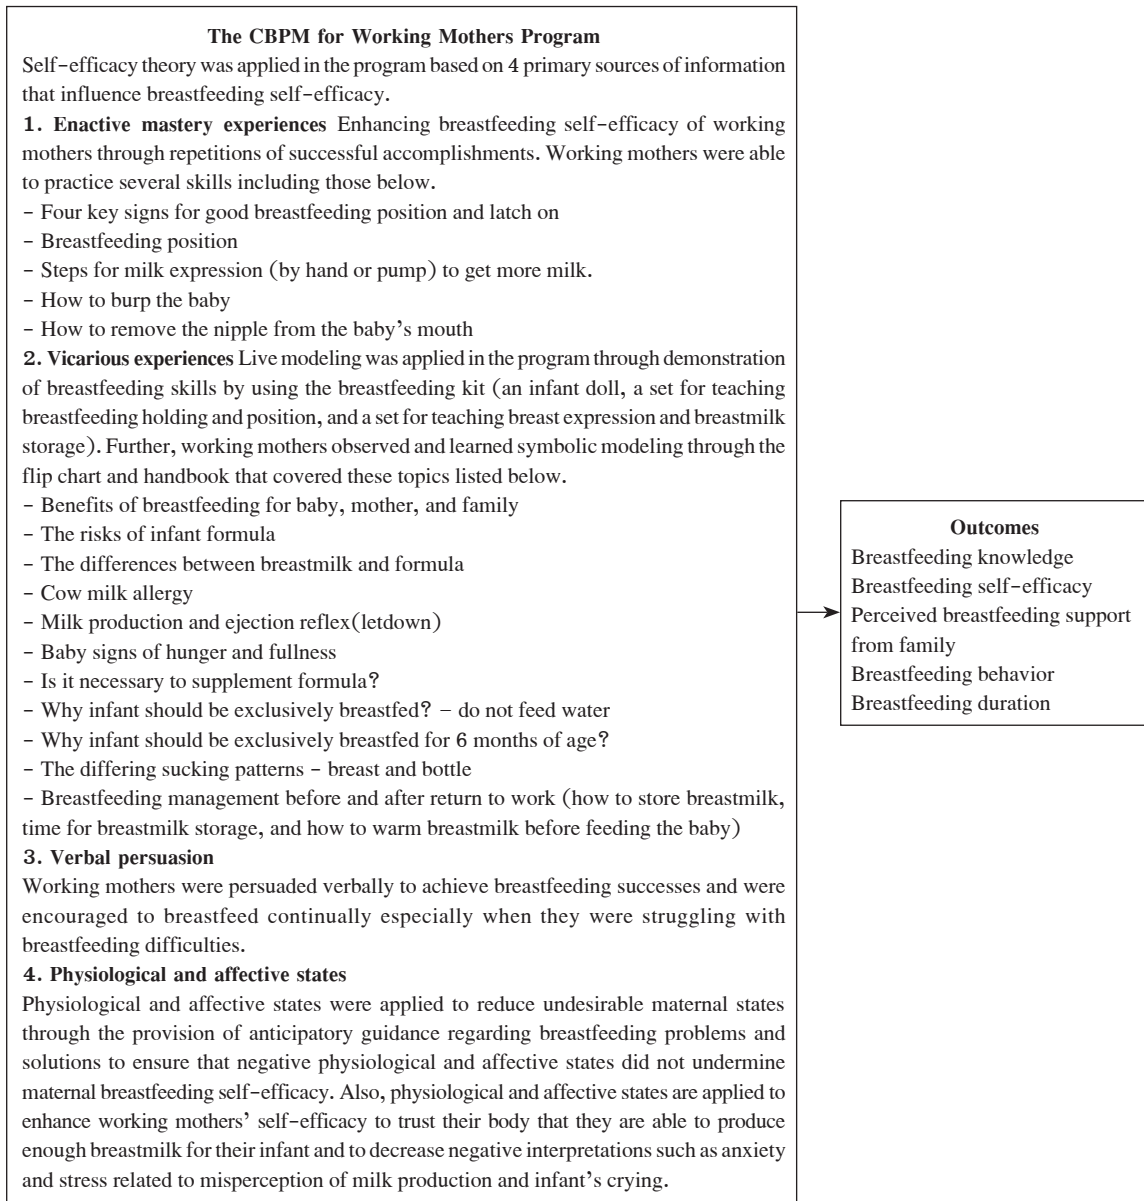 The CBPM for Working Mothers Program
Self-efficacy theory was applied in the program based on 4 primary sources of information
that influence breastfeeding self-efficacy.
1. Enactive mastery experiences Enhancing breastfeeding self-efficacy of working
mothers through repetitions of successful accomplishments. Working mothers were able
to practice several skills including those below.
- Four key signs for good breastfeeding position and latch on
- Breastfeeding position
- Steps for milk expression (by hand or pump) to get more milk.
- How to burp the baby
- How to remove the nipple from the baby's mouth
2. Vicarious experiences Live modeling was applied in the program through demonstration
of breastfeeding skills by using the breastfeeding kit (an infant doll, a set for teaching
breastfeeding holding and position, and a set for teaching breast expression and breastmilk
storage). Further, working mothers observed and learned symbolic modeling through the
flip chart and handbook that covered these topics listed below.
- Benefits of breastfeeding for baby, mother, and family
- The risks of infant formula
- The differences between breastmilk and formula
- Cow milk allergy
- Milk production and ejection reflex(letdown)
- Baby signs of hunger and fullness
- Is it necessary to supplement formula?
- Why infant should be exclusively breastfed? – do not feed water
- Why infant should be exclusively breastfed for 6 months of age?
- The differing sucking patterns – breast and bottle
- Breastfeeding management before and after return to work (how to store breastmilk,
time for breastmilk storage, and how to warm breastmilk before feeding the baby)
3. Verbal persuasion
Working mothers were persuaded verbally to achieve breastfeeding successes and were
encouraged to breastfeed continually especially when they were struggling with
breastfeeding difficulties.
4. Physiological and affective states
Physiological and affective states were applied to reduce undesirable maternal states
through the provision of anticipatory guidance regarding breastfeeding problems and
solutions to ensure that negative physiological and affective states did not undermine
maternal breastfeeding self-efficacy. Also, physiological and affective states are applied to
enhance working mothers' self-efficacy to trust their body that they are able to produce
enough breastmilk for their infant and to decrease negative interpretations such as anxiety
and stress related to misperception of milk production and infant's crying.
Outcomes
Breastfeeding knowledge
Breastfeeding self-efficacy
Perceived breastfeeding support
from family
Breastfeeding behavior
Breastfeeding duration